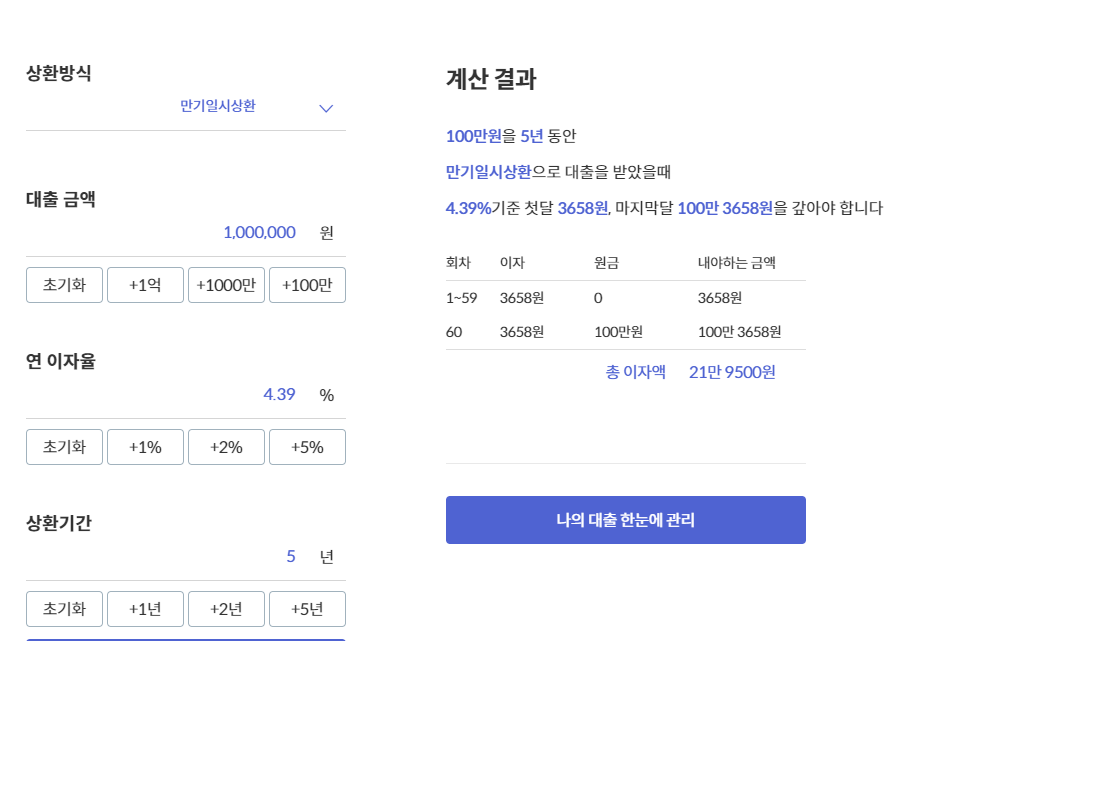 상환방식
만기일시상환
대출 금액
1,000,000 원
초기화 +1억 +1000만 +100만
연 이자율
4.39 %
초기화 +1% +2% +5%
상환기간
5 년
초기화 +1년 +2년 +5년
계산 결과
100만원을 5년 동안
만기일시상환으로 대출을 받았을때
4.39%기준 첫달 3658원, 마지막달 100만 3658원을 갚아야 합니다
회차 이자 원금 내야하는 금액
1~59 3658원 0 3658원
60 3658원 100만원 100만 3658원
총 이자액 21만 9500원
나의 대출 한눈에 관리